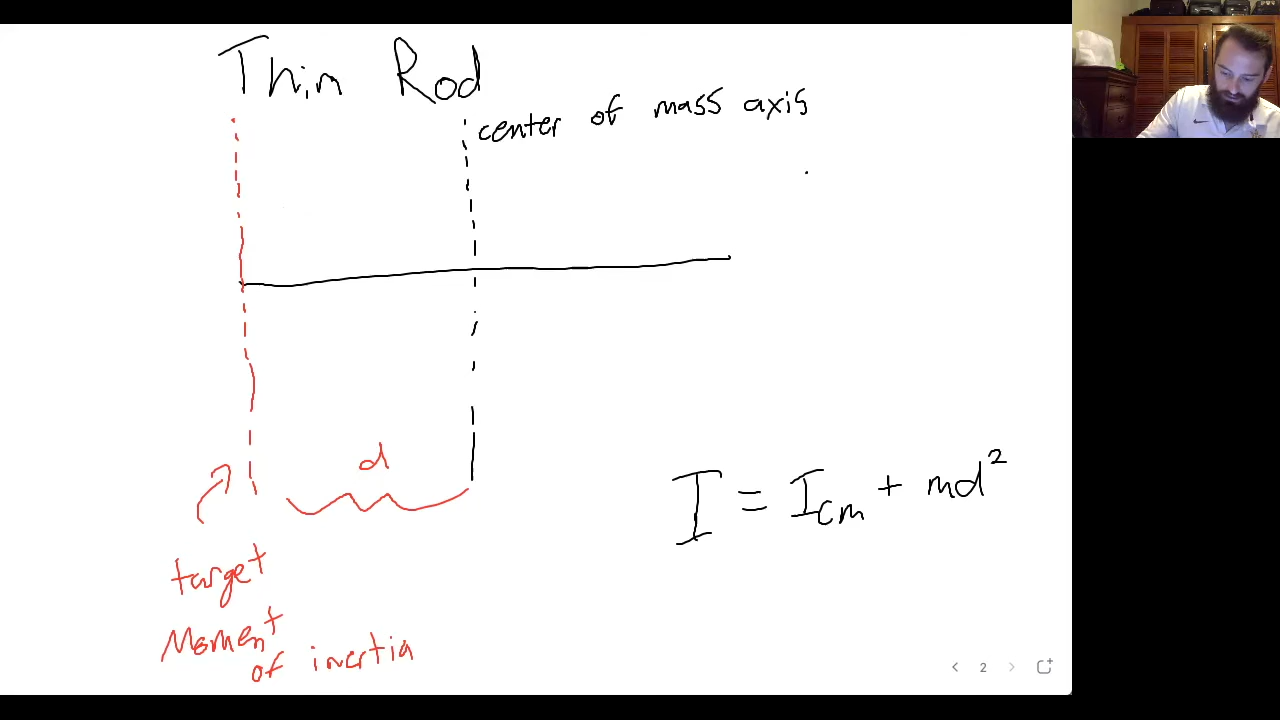 Thin Rod
center of mass axis
d
I = Icm + md²
target
Moment
of inertia
2